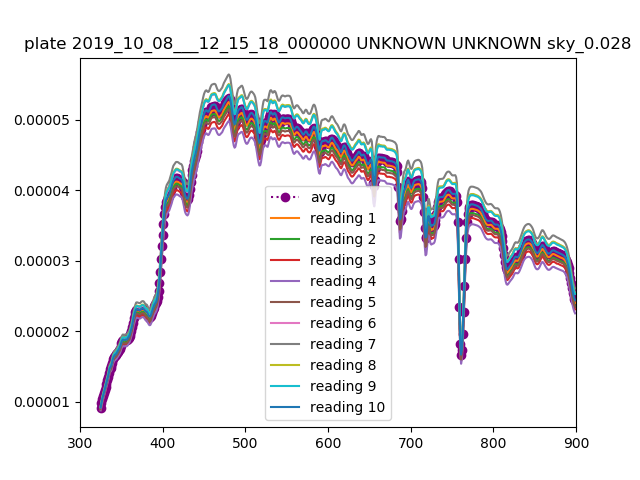 plate 2019_10_08___12_15_18_000000 UNKNOWN UNKNOWN sky_0.028
0.00005
0.00004
0.00003
0.00002
0.00001
avg
reading 1
reading 2
reading 3
reading 4
reading 5
reading 6
reading 7
reading 8
reading 9
reading 10
300 400 500 600 700 800 900